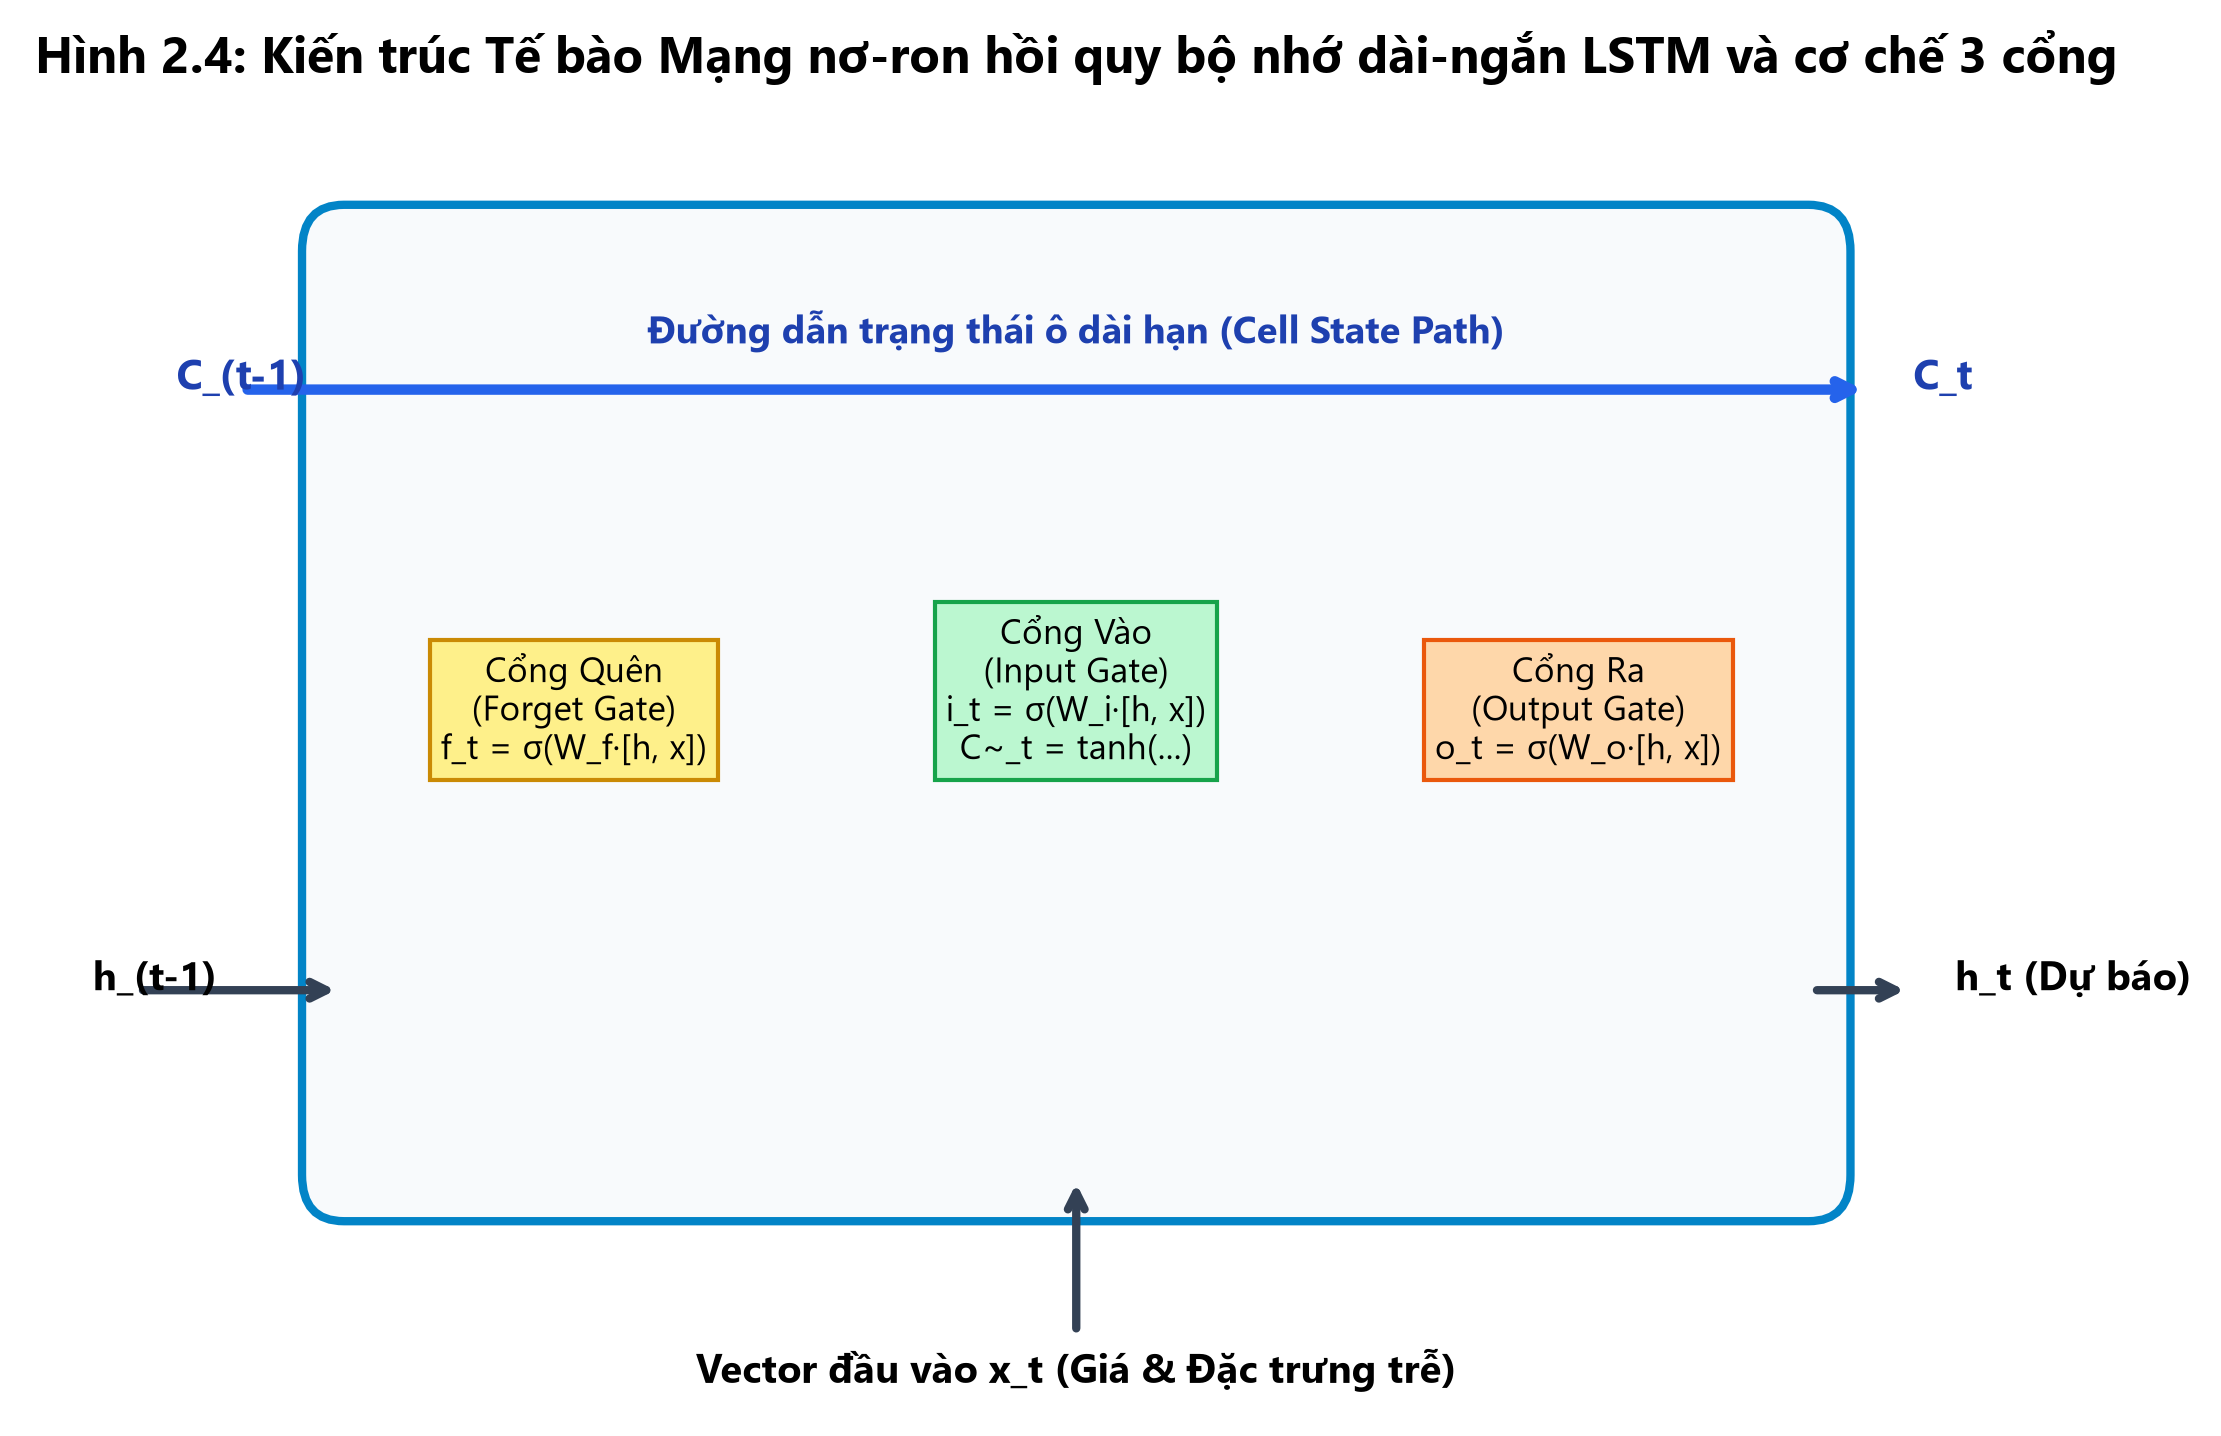 Hình 2.4: Kiến trúc Tế bào Mạng nơ-ron hồi quy bộ nhớ dài-ngắn LSTM và cơ chế 3 cổng
Đường dẫn trạng thái ô dài hạn (Cell State Path)
C_(t-1)
C_t
Cổng Quên
(Forget Gate)
f_t = σ(W_f·[h, x])
Cổng Vào
(Input Gate)
i_t = σ(W_i·[h, x])
C~_t = tanh(...)
Cổng Ra
(Output Gate)
o_t = σ(W_o·[h, x])
h_(t-1)
h_t (Dự báo)
Vector đầu vào x_t (Giá & Đặc trưng trễ)